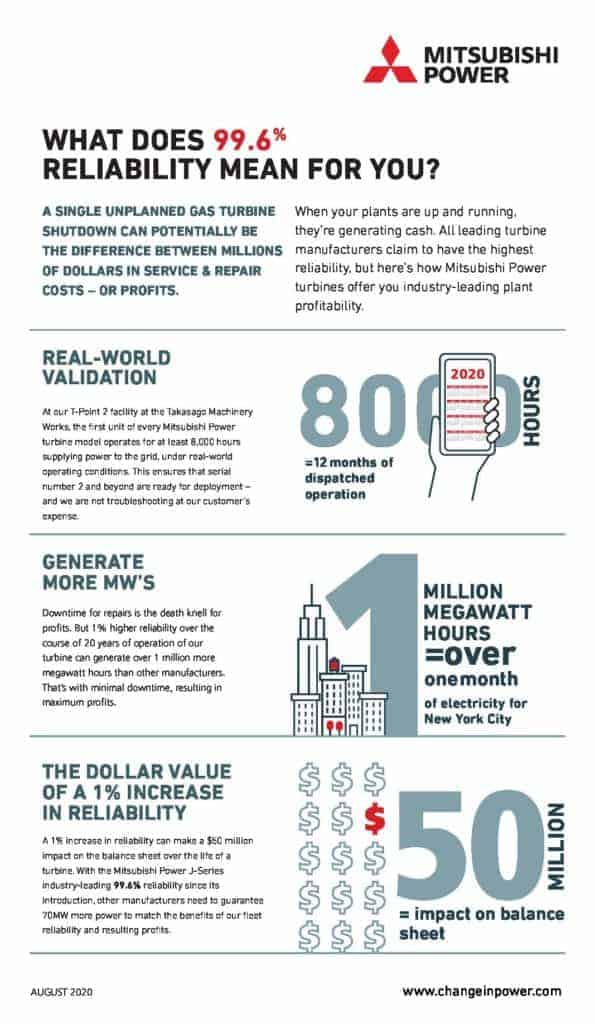 MITSUBISHI
POWER
WHAT DOES 99.6%
RELIABILITY MEAN FOR YOU?
A SINGLE UNPLANNED GAS TURBINE
SHUTDOWN CAN POTENTIALLY BE
THE DIFFERENCE BETWEEN MILLIONS
OF DOLLARS IN SERVICE & REPAIR
COSTS – OR PROFITS.
When your plants are up and running,
they're generating cash. All leading turbine
manufacturers claim to have the highest
reliability, but here's how Mitsubishi Power
turbines offer you industry-leading plant
profitability.
REAL-WORLD
VALIDATION
At our T-Point 2 facility at the Takasago Machinery
Works, the first unit of every Mitsubishi Power
turbine model operates for at least 8,000 hours
supplying power to the grid, under real-world
operating conditions. This ensures that serial
number 2 and beyond are ready for deployment –
and we are not troubleshooting at our customer's
expense.
8000
HOURS
2020
=12 months of
dispatched
operation
GENERATE
MORE MW'S
Downtime for repairs is the death knell for
profits. But 1% higher reliability over the
course of 20 years of operation of our
turbine can generate over 1 million more
megawatt hours than other manufacturers.
That's with minimal downtime, resulting in
maximum profits.
1
MILLION
MEGAWATT
HOURS
=over
one month
of electricity for
New York City
THE DOLLAR VALUE
OF A 1% INCREASE
IN RELIABILITY
A 1% increase in reliability can make a $50 million
impact on the balance sheet over the life of a
turbine. With the Mitsubishi Power J-Series
industry-leading 99.6% reliability since its
introduction, other manufacturers need to guarantee
70MW more power to match the benefits of our fleet
reliability and resulting profits.
$ $ $
$ $ $
$ $ $
$ $ $
$ $ $
50
MILLION
= impact on balance
sheet
AUGUST 2020
www.changeinpower.com